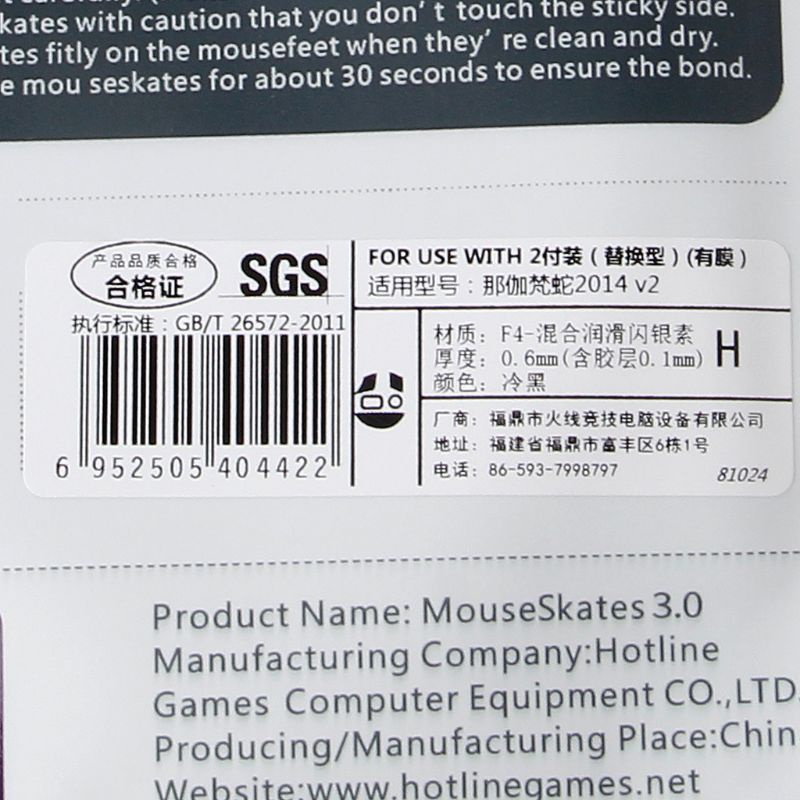 kates with caution that you don' t touch the sticky side.
tes fitly on the mousefeet when they' re clean and dry.
e mou seskates for about 30 seconds to ensure the bond.
产品品质合格
合格证
SGS
执行标准：GB/T 26572-2011
6 952505 404422
FOR USE WITH 2付装（替换型）(有膜）
适用型号：那伽梵蛇2014 v2
材质：F4-混合润滑闪银素
厚度：0.6mm(含胶层0.1mm)
颜色：冷黑
H
厂商：福鼎市火线竞技电脑设备有限公司
地址：福建省福鼎市富丰区6栋1号
电话：86-593-7998797
81024
Product Name: MouseSkates 3.0
Manufacturing Company:Hotline
Games Computer Equipment CO.,LTD.
Producing/Manufacturing Place:Chin
Website:www.hotlinegames.net